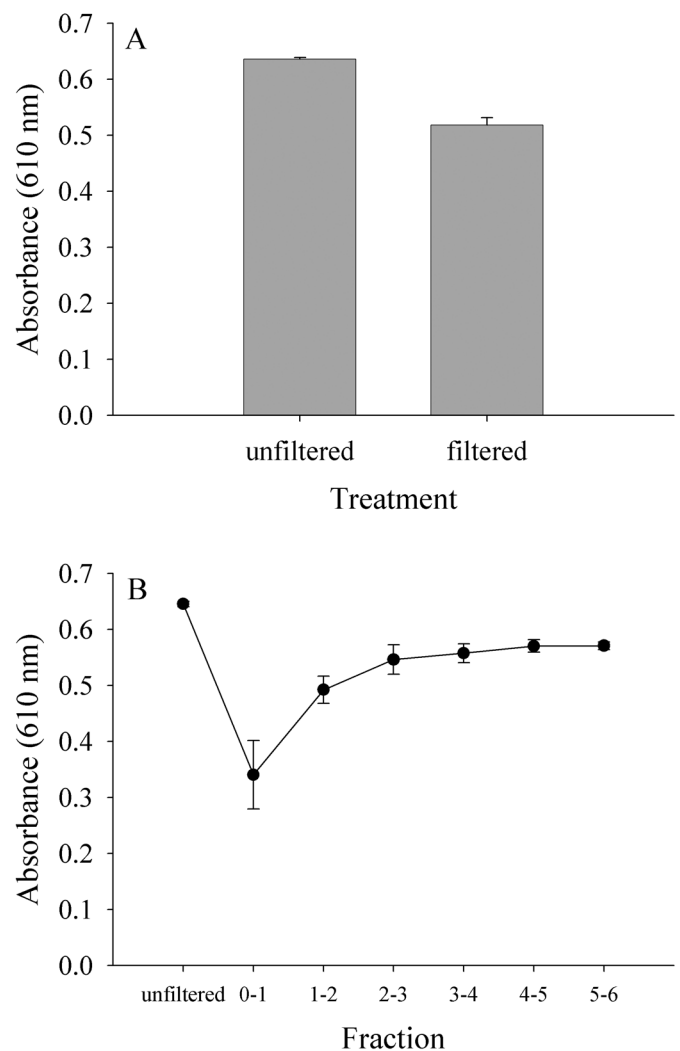 A
0.7
0.6
0.5
0.4
0.3
0.2
0.1
0.0
Absorbance (610 nm)
unfiltered filtered
Treatment
B
0.7
0.6
0.5
0.4
0.3
0.2
0.1
0.0
Absorbance (610 nm)
unfiltered 0-1 1-2 2-3 3-4 4-5 5-6
Fraction